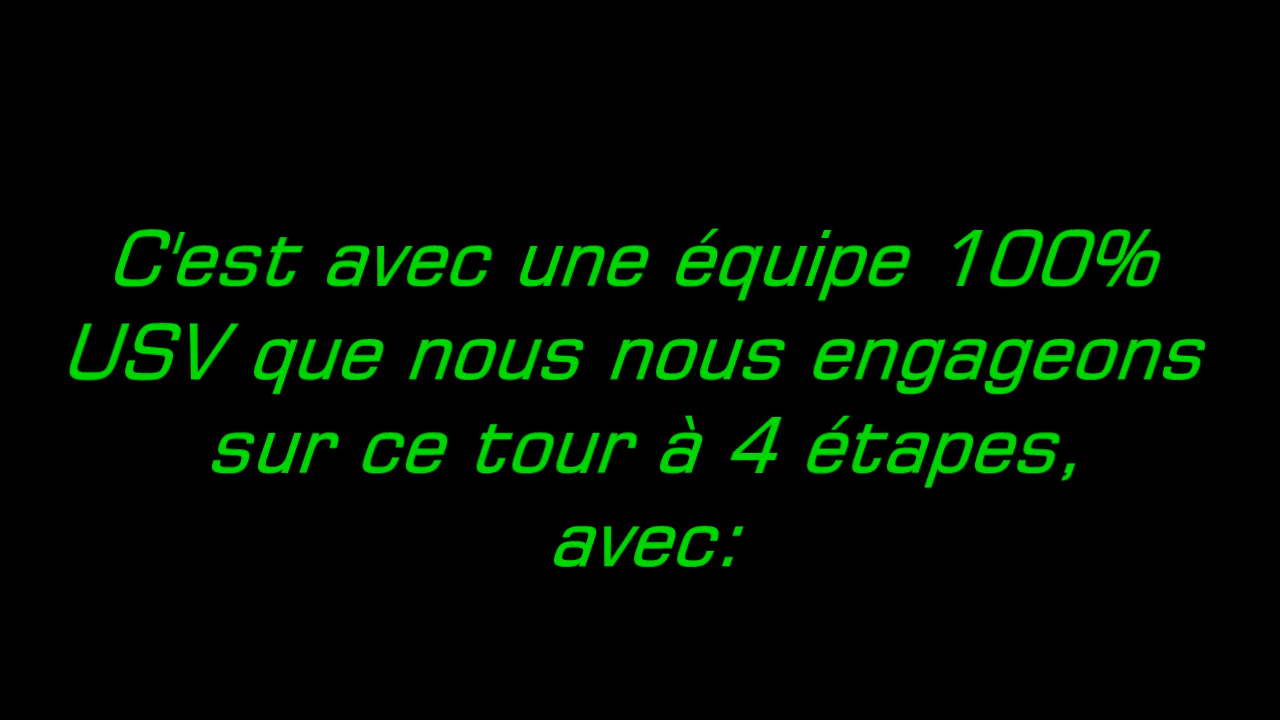 C'est avec une équipe 100%
USV que nous nous engageons
sur ce tour à 4 étapes,
avec: